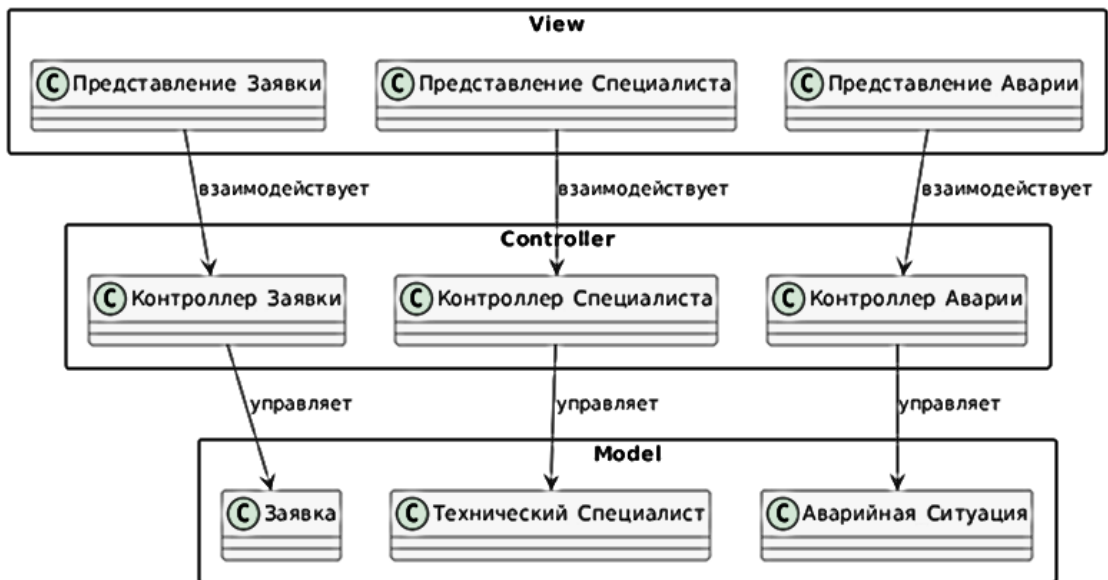 View
C Представление Заявки
C Представление Специалиста
C Представление Аварии
взаимодействует
взаимодействует
взаимодействует
Controller
C Контроллер Заявки
C Контроллер Специалиста
C Контроллер Аварии
управляет
управляет
управляет
Model
C Заявка
C Технический Специалист
C Аварийная Ситуация